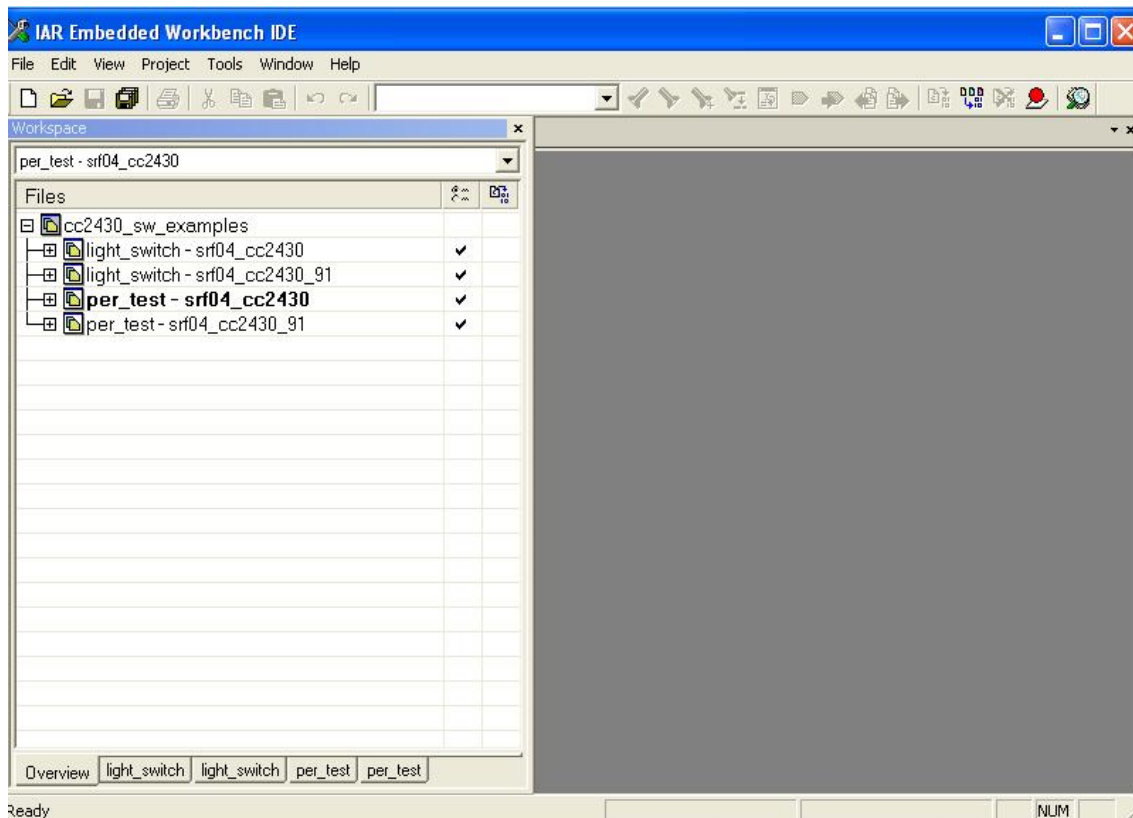 IAR Embedded Workbench IDE
File Edit View Project Tools Window Help
Workspace
per_test - srf04_cc2430
Files
cc2430_sw_examples
light_switch - srf04_cc2430
light_switch - srf04_cc2430_91
per_test - srf04_cc2430
per_test - srf04_cc2430_91
Overview light_switch light_switch per_test per_test
Ready NUM